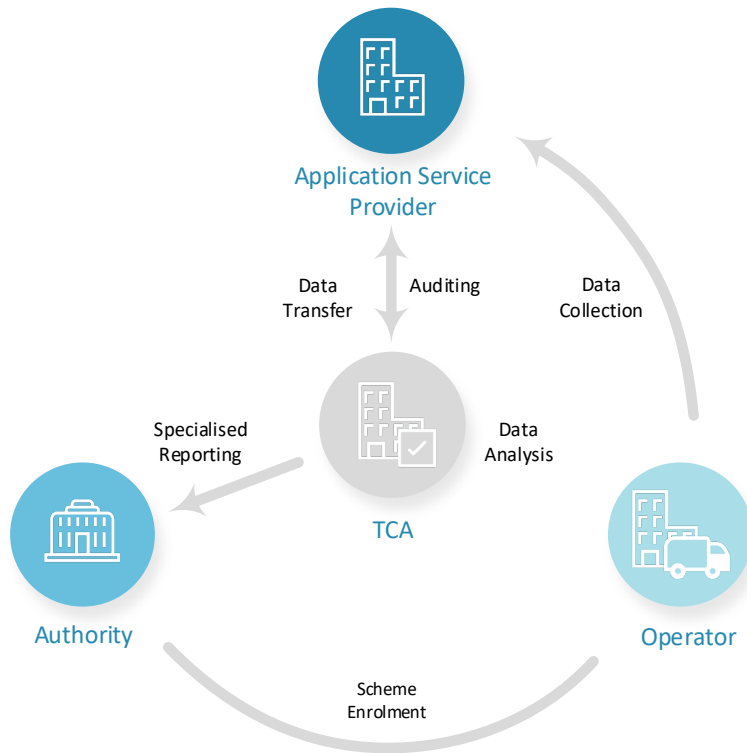 Application Service
Provider
Data
Transfer
Auditing
Data
Collection
Specialised
Reporting
Data
Analysis
TCA
Authority
Operator
Scheme
Enrolment